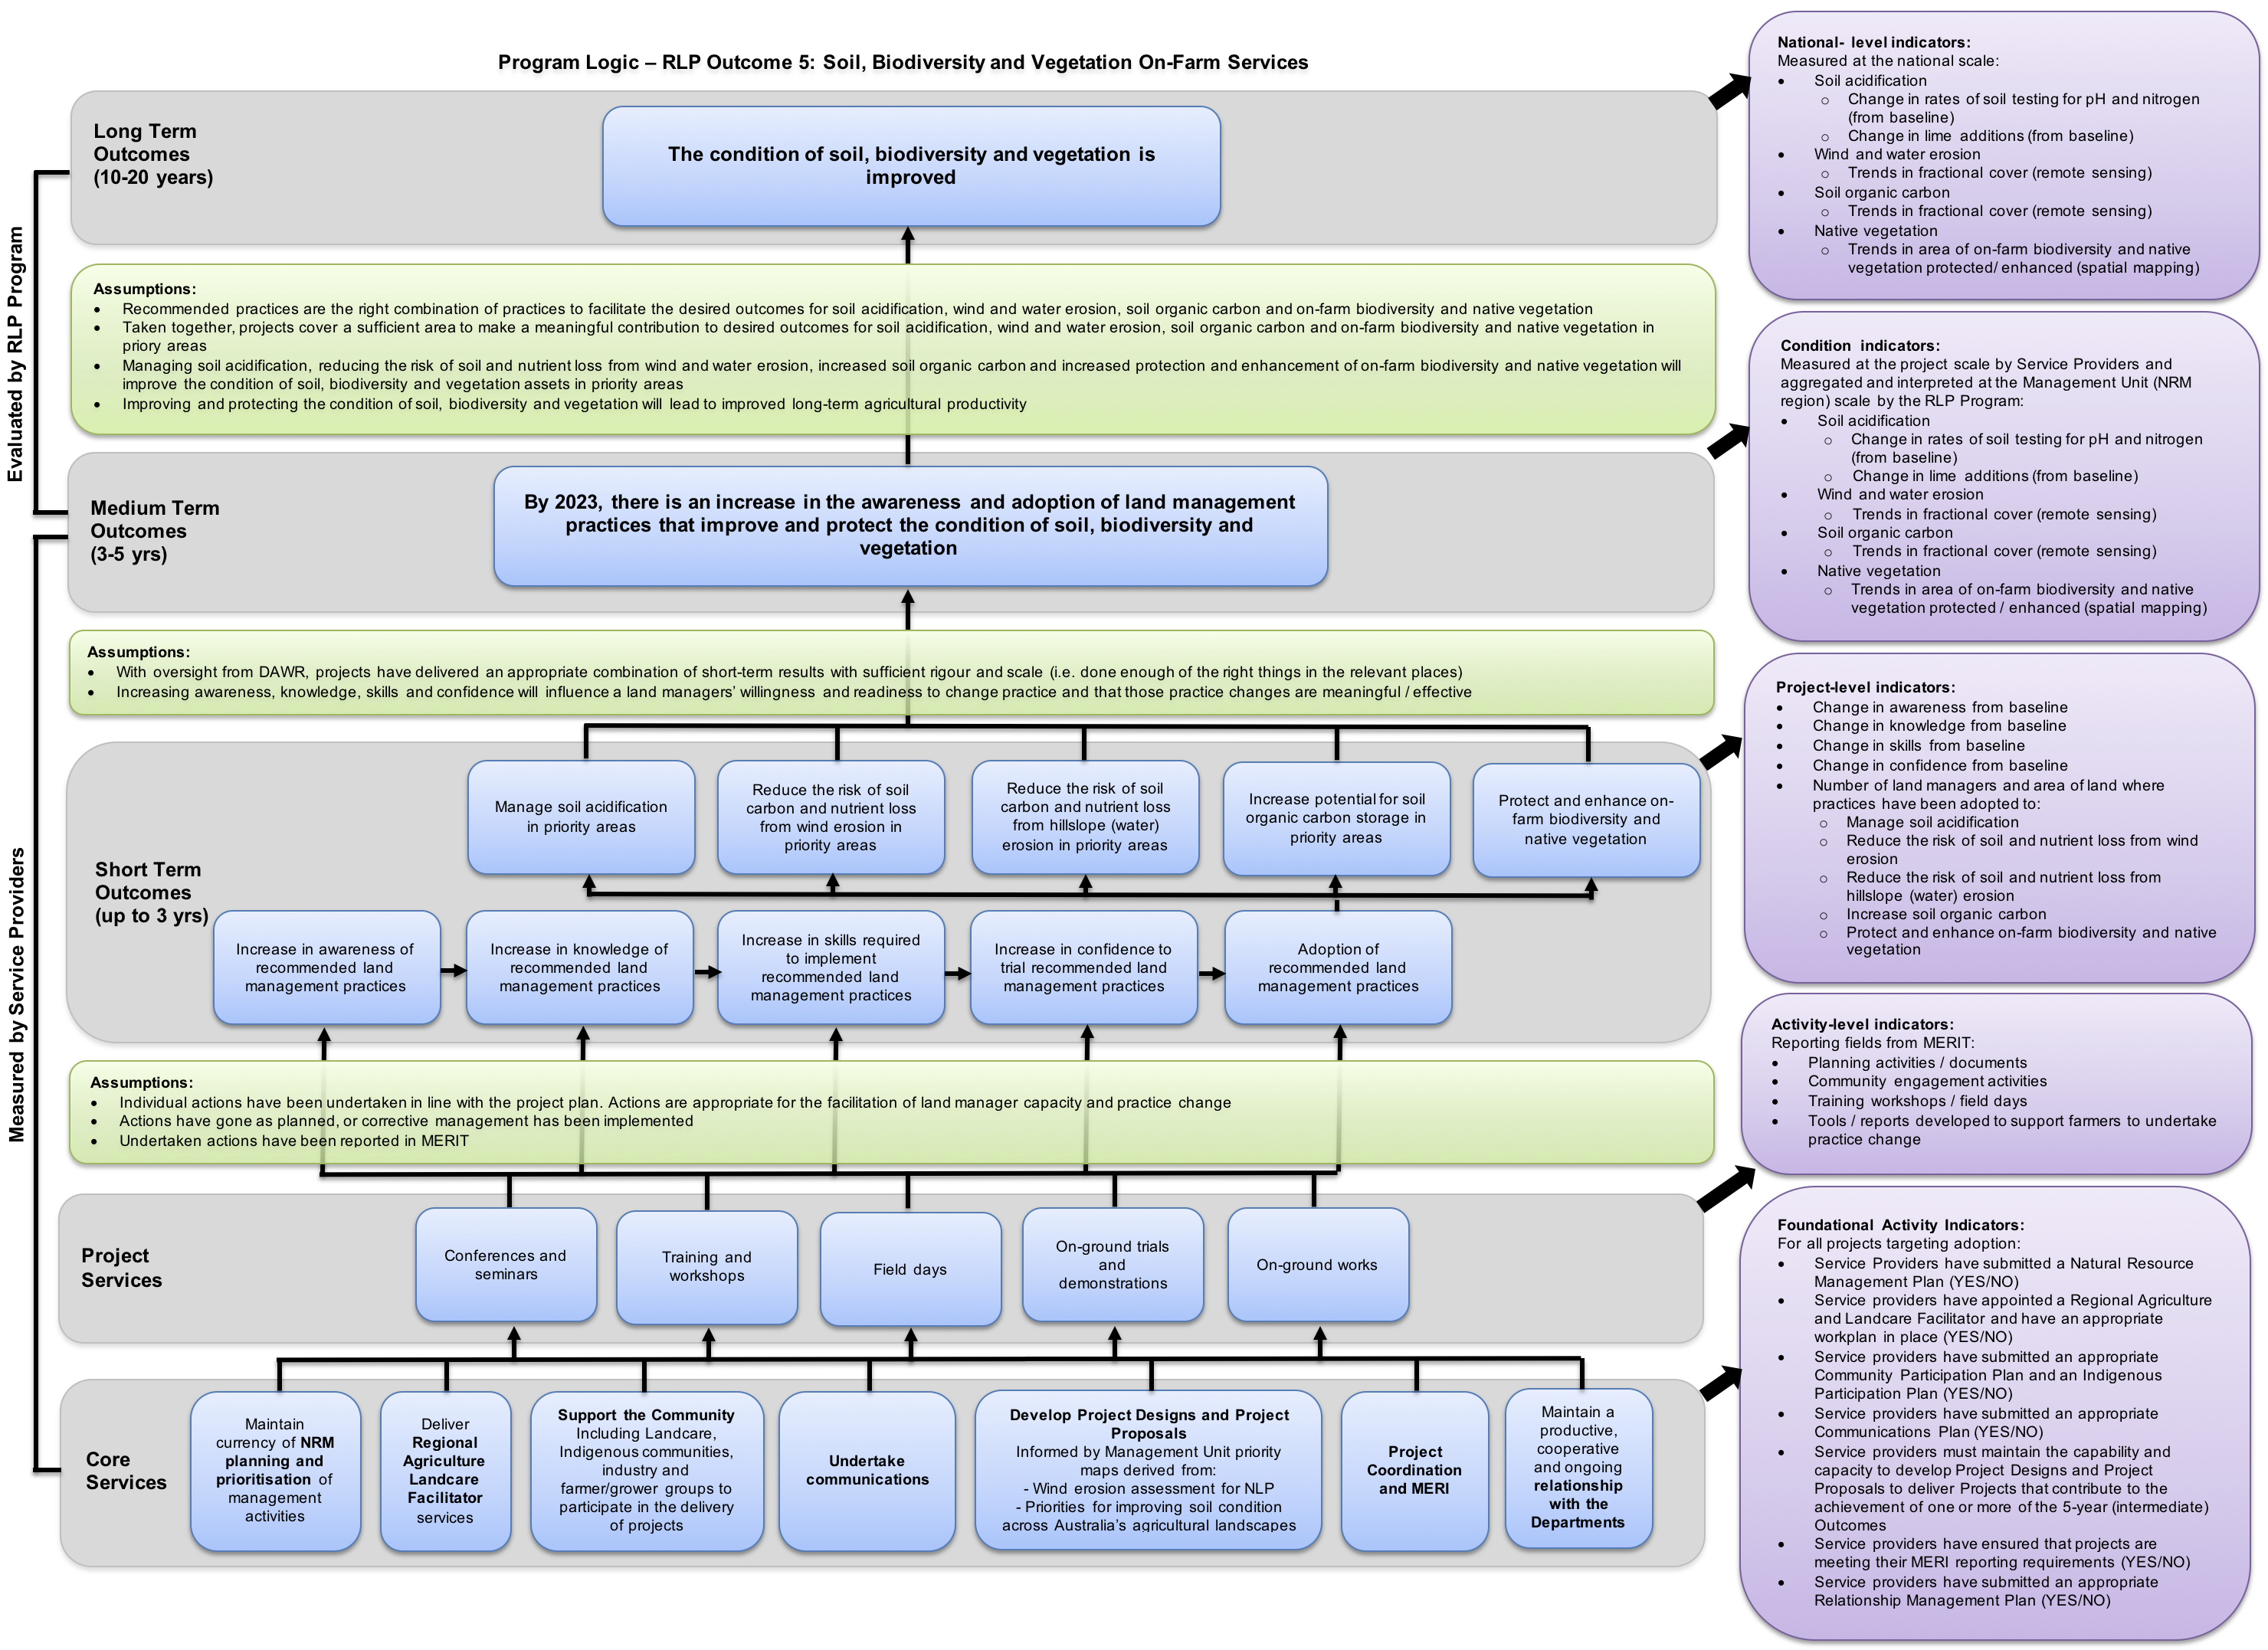 Program Logic – RLP Outcome 5: Soil, Biodiversity and Vegetation On-Farm Services
Evaluated by RLP Program
Measured by Service Providers
Long Term
Outcomes
(10-20 years)
The condition of soil, biodiversity and vegetation is
improved
Assumptions:
• Recommended practices are the right combination of practices to facilitate the desired outcomes for soil acidification, wind and water erosion, soil organic carbon and on-farm biodiversity and native vegetation
• Taken together, projects cover a sufficient area to make a meaningful contribution to desired outcomes for soil acidification, wind and water erosion, soil organic carbon and on-farm biodiversity and native vegetation in
priory areas
• Managing soil acidification, reducing the risk of soil and nutrient loss from wind and water erosion, increased soil organic carbon and increased protection and enhancement of on-farm biodiversity and native vegetation will
improve the condition of soil, biodiversity and vegetation assets in priority areas
• Improving and protecting the condition of soil, biodiversity and vegetation will lead to improved long-term agricultural productivity
Medium Term
Outcomes
(3-5 yrs)
By 2023, there is an increase in the awareness and adoption of land management
practices that improve and protect the condition of soil, biodiversity and
vegetation
Assumptions:
• With oversight from DAWR, projects have delivered an appropriate combination of short-term results with sufficient rigour and scale (i.e. done enough of the right things in the relevant places)
• Increasing awareness, knowledge, skills and confidence will influence a land managers' willingness and readiness to change practice and that those practice changes are meaningful / effective
Short Term
Outcomes
(up to 3 yrs)
Manage soil acidification
in priority areas
Reduce the risk of soil
carbon and nutrient loss
from wind erosion in
priority areas
Reduce the risk of soil
carbon and nutrient loss
from hillslope (water)
erosion in priority areas
Increase potential for soil
organic carbon storage in
priority areas
Protect and enhance on-
farm biodiversity and
native vegetation
Increase in awareness of
recommended land
management practices
Increase in knowledge of
recommended land
management practices
Increase in skills required
to implement
recommended land
management practices
Increase in confidence to
trial recommended land
management practices
Adoption of
recommended land
management practices
Assumptions:
• Individual actions have been undertaken in line with the project plan. Actions are appropriate for the facilitation of land manager capacity and practice change
• Actions have gone as planned, or corrective management has been implemented
• Undertaken actions have been reported in MERIT
Project
Services
Conferences and
seminars
Training and
workshops
Field days
On-ground trials
and
demonstrations
On-ground works
Core
Services
Maintain
currency of NRM
planning and
prioritisation of
management
activities
Deliver
Regional
Agriculture
Landcare
Facilitator
services
Support the Community
Including Landcare,
Indigenous communities,
industry and
farmer/grower groups to
participate in the delivery
of projects
Undertake
communications
Develop Project Designs and Project
Proposals
Informed by Management Unit priority
maps derived from:
- Wind erosion assessment for NLP
- Priorities for improving soil condition
across Australia's agricultural landscapes
Project
Coordination
and MERI
Maintain a
productive,
cooperative
and ongoing
relationship
with the
Departments
National- level indicators:
Measured at the national scale:
• Soil acidification
o Change in rates of soil testing for pH and nitrogen
(from baseline)
o Change in lime additions (from baseline)
• Wind and water erosion
o Trends in fractional cover (remote sensing)
• Soil organic carbon
o Trends in fractional cover (remote sensing)
• Native vegetation
o Trends in area of on-farm biodiversity and native
vegetation protected/ enhanced (spatial mapping)
Condition indicators:
Measured at the project scale by Service Providers and
aggregated and interpreted at the Management Unit (NRM
region) scale by the RLP Program:
• Soil acidification
o Change in rates of soil testing for pH and nitrogen
(from baseline)
o Change in lime additions (from baseline)
• Wind and water erosion
o Trends in fractional cover (remote sensing)
• Soil organic carbon
o Trends in fractional cover (remote sensing)
• Native vegetation
o Trends in area of on-farm biodiversity and native
vegetation protected / enhanced (spatial mapping)
Project-level indicators:
• Change in awareness from baseline
• Change in knowledge from baseline
• Change in skills from baseline
• Change in confidence from baseline
• Number of land managers and area of land where
practices have been adopted to:
o Manage soil acidification
o Reduce the risk of soil and nutrient loss from wind
erosion
o Reduce the risk of soil and nutrient loss from
hillslope (water) erosion
o Increase soil organic carbon
o Protect and enhance on-farm biodiversity and native
vegetation
Activity-level indicators:
Reporting fields from MERIT:
• Planning activities / documents
• Community engagement activities
• Training workshops / field days
• Tools / reports developed to support farmers to undertake
practice change
Foundational Activity Indicators:
For all projects targeting adoption:
• Service Providers have submitted a Natural Resource
Management Plan (YES/NO)
• Service providers have appointed a Regional Agriculture
and Landcare Facilitator and have an appropriate
workplan in place (YES/NO)
• Service providers have submitted an appropriate
Community Participation Plan and an Indigenous
Participation Plan (YES/NO)
• Service providers have submitted an appropriate
Communications Plan (YES/NO)
• Service providers must maintain the capability and
capacity to develop Project Designs and Project
Proposals to deliver Projects that contribute to the
achievement of one or more of the 5-year (intermediate)
Outcomes
• Service providers have ensured that projects are
meeting their MERI reporting requirements (YES/NO)
• Service providers have submitted an appropriate
Relationship Management Plan (YES/NO)